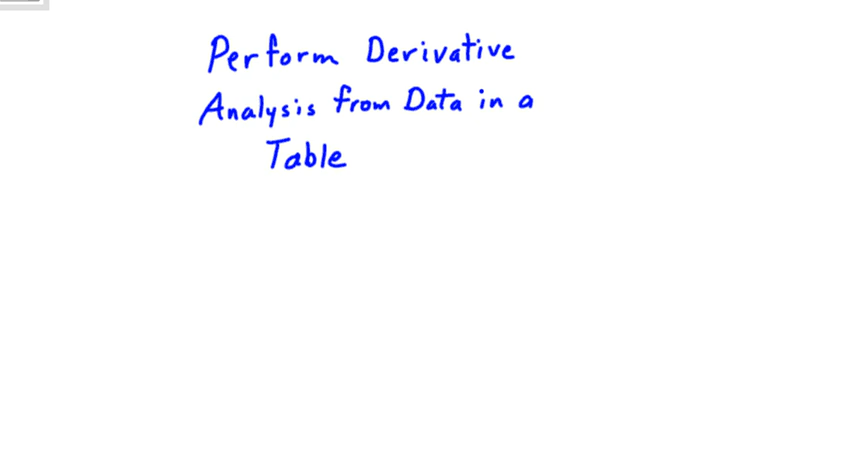 Perform Derivative
Analysis from Data in a
Table